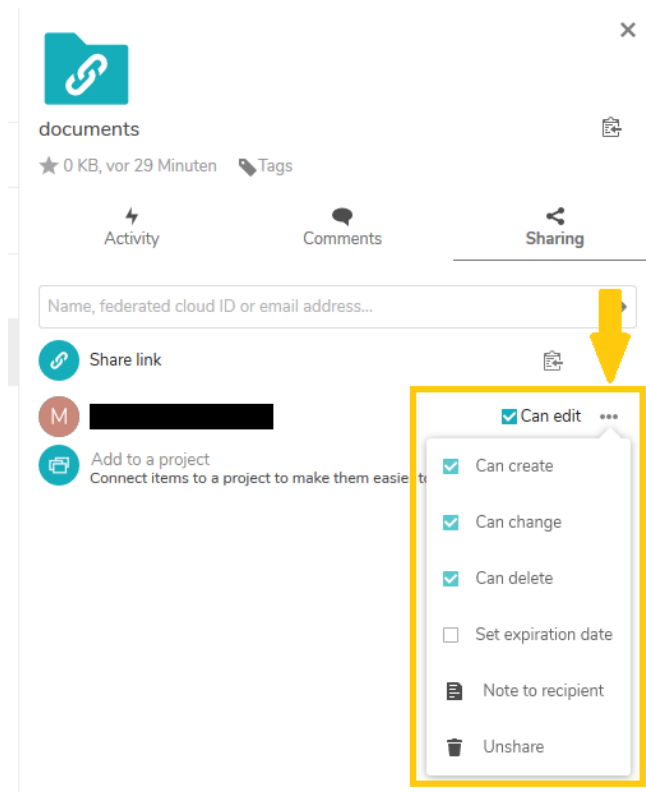 documents
0 KB, vor 29 Minuten Tags
Activity Comments Sharing
Name, federated cloud ID or email address...
Share link
M Can edit
Add to a project
Connect items to a project to make them easier
Can create
Can change
Can delete
Set expiration date
Note to recipient
Unshare